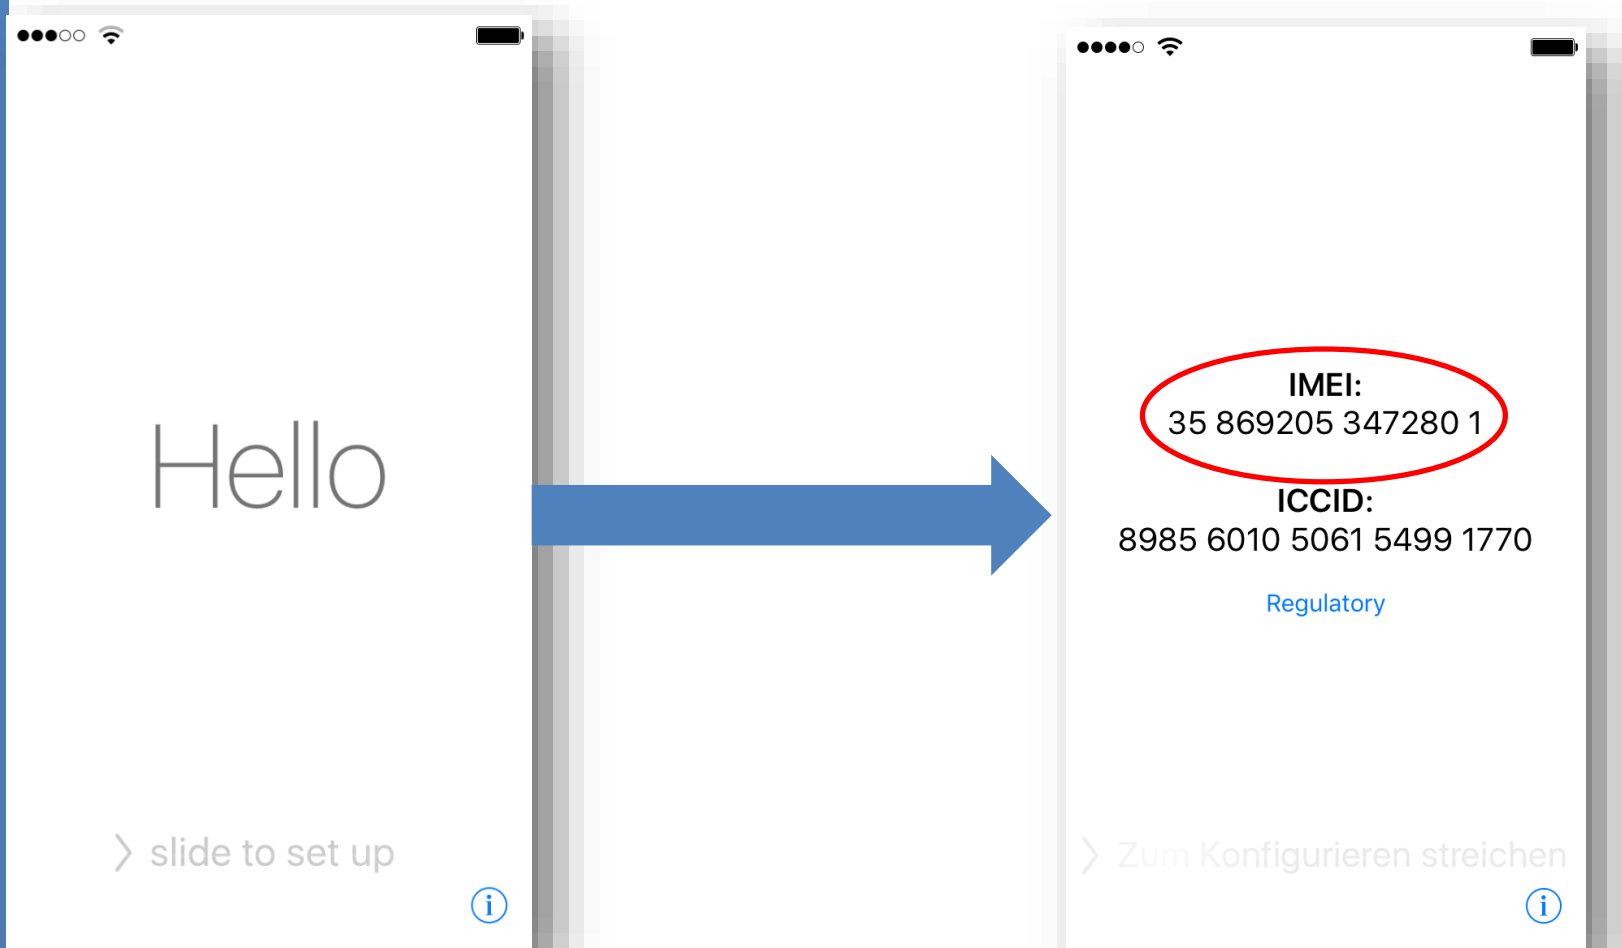 Hello
slide to set up
IMEI:
35 869205 347280 1
ICCID:
8985 6010 5061 5499 1770
Regulatory
Zum Konfigurieren streichen